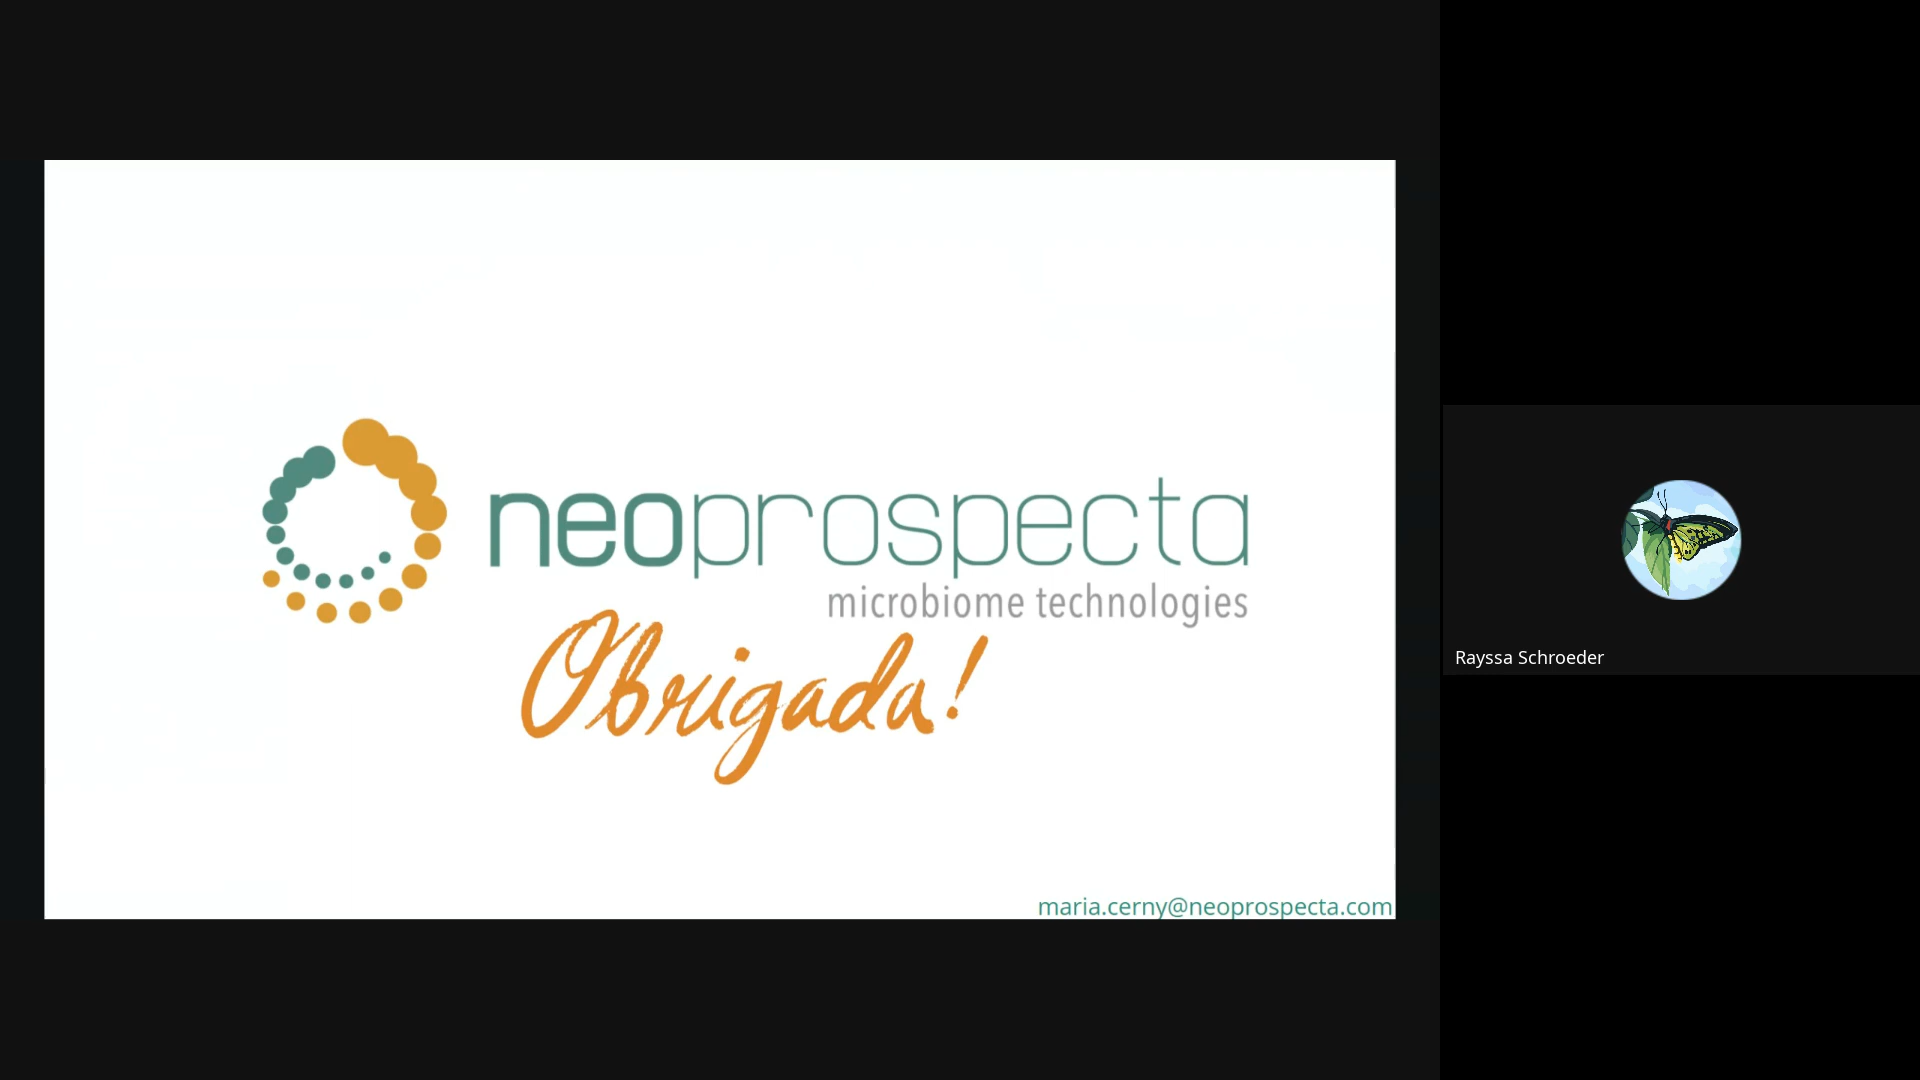 neoprospecta
microbiome technologies
Obrigada!
maria.cerny@neoprospecta.com
Rayssa Schroeder